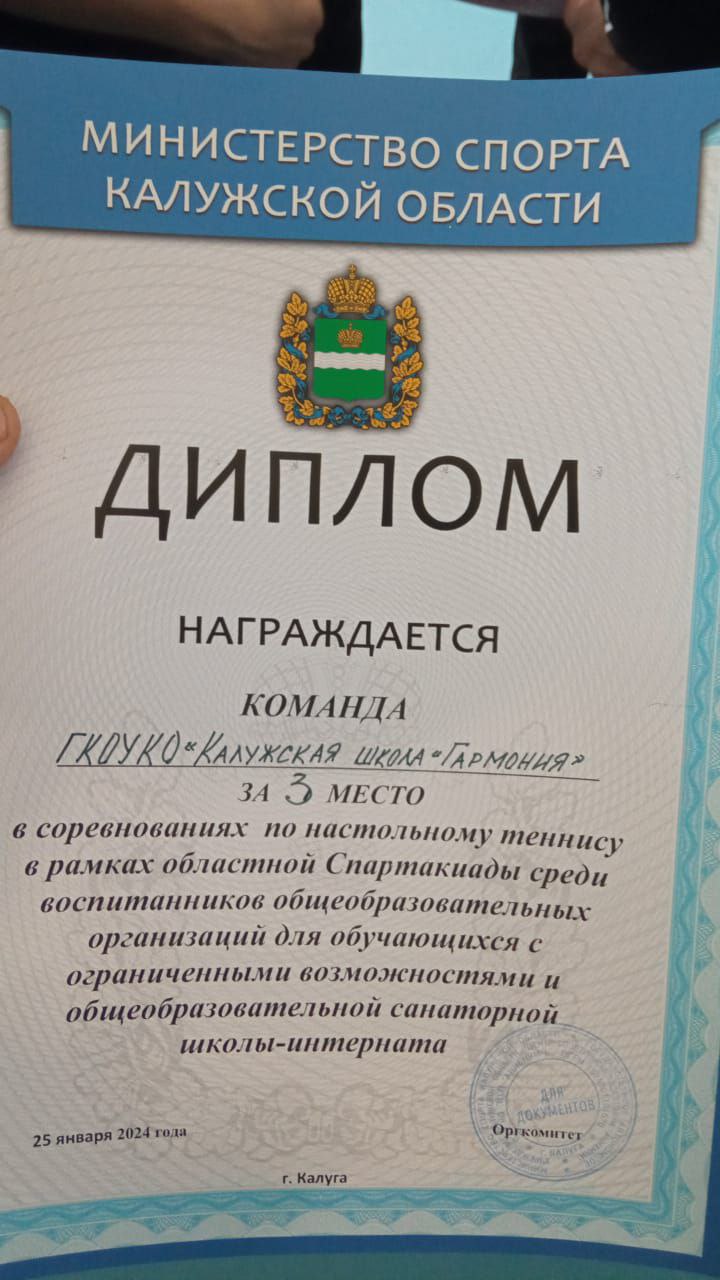 МИНИСТЕРСТВО СПОРТА
КАЛУЖСКОЙ ОБЛАСТИ
ДИПЛОМ
НАГРАЖДАЕТСЯ
КОМАНДА
ГКОУКО «КАЛУЖСКАЯ ШКОЛА «ГАРМОНИЯ»
ЗА 3 МЕСТО
в соревнованиях по настольному теннису
в рамках областной Спартакиады среди
воспитанников общеобразовательных
организаций для обучающихся с
ограниченными возможностями и
общеобразовательной санаторной
школы-интерната
ДЛЯ
ДОКУМЕНТОВ
25 января 2024 года
Оргкомитет
г. КАЛУГА
г. Калуга